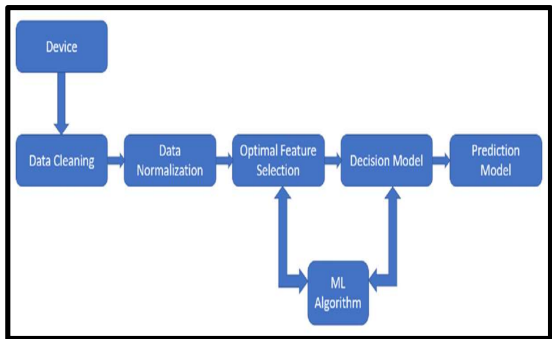 Device
Data Cleaning
Data
Normalization
Optimal Feature
Selection
Decision Model
Prediction
Model
ML
Algorithm